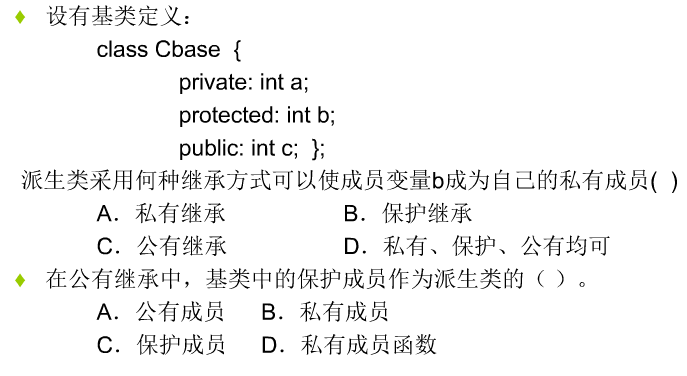 ♦ 设有基类定义：
class Cbase {
private: int a;
protected: int b;
public: int c; };
派生类采用何种继承方式可以使成员变量b成为自己的私有成员( )
A．私有继承 B．保护继承
C．公有继承 D．私有、保护、公有均可
♦ 在公有继承中，基类中的保护成员作为派生类的（ ）。
A．公有成员 B．私有成员
C．保护成员 D．私有成员函数